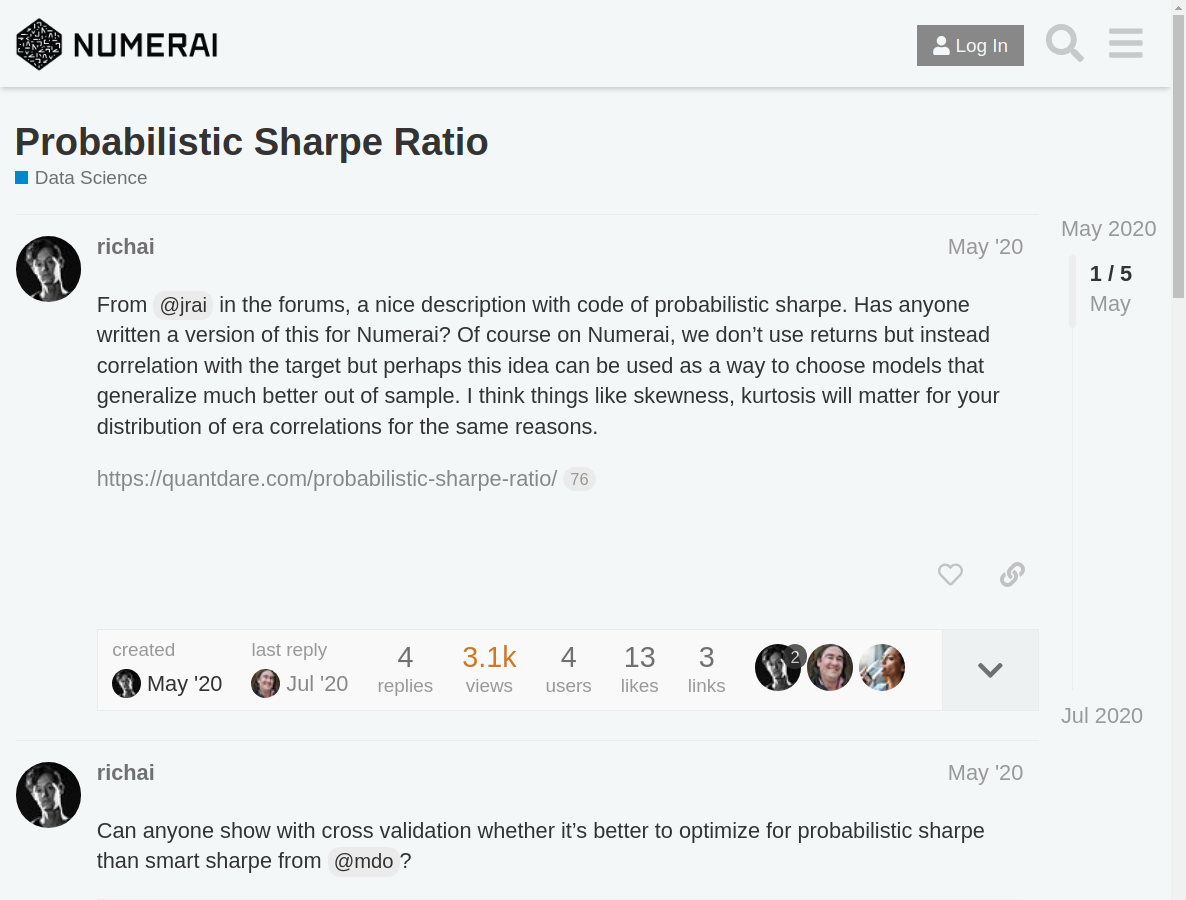 NUMERAI
Log In
Probabilistic Sharpe Ratio
Data Science
richai
May '20
From @jrai in the forums, a nice description with code of probabilistic sharpe. Has anyone
written a version of this for Numerai? Of course on Numerai, we don’t use returns but instead
correlation with the target but perhaps this idea can be used as a way to choose models that
generalize much better out of sample. I think things like skewness, kurtosis will matter for your
distribution of era correlations for the same reasons.
https://quantdare.com/probabilistic-sharpe-ratio/ 76
May 2020
1 / 5
May
Jul 2020
created
May '20
last reply
Jul '20
4
replies
3.1k
views
4
users
13
likes
3
links
2
richai
May '20
Can anyone show with cross validation whether it’s better to optimize for probabilistic sharpe
than smart sharpe from @mdo ?